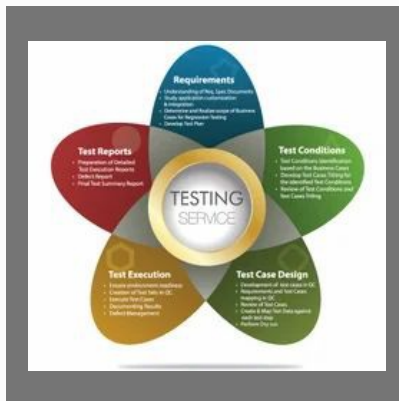 Requirements
• Understanding of Req, Spec Documents
• Study application customization
& integration
• Determine and finalize scope of Business
Cases for Regression Testing
• Develop Test Plan
Test Reports
• Preparation of Detailed
Test Execution Reports
• Defect Report
• Final Test Summary Report
Test Conditions
• Test Conditions Identification
based on the Business Cases
• Develop Test Cases Titling for
the identified Test Conditions
• Review of Test Conditions and
Test Cases Titling
TESTING
SERVICE
Test Execution
• Ensure environment readiness
• Creation of Test Sets in QC
• Execute Test Cases
• Documenting Results
• Defect Management
Test Case Design
• Development of test cases in QC
• Requirements and Test Cases
mapping in QC
• Review of Test Cases
• Create & Map Test Data against
each test step
• Perform Dry run